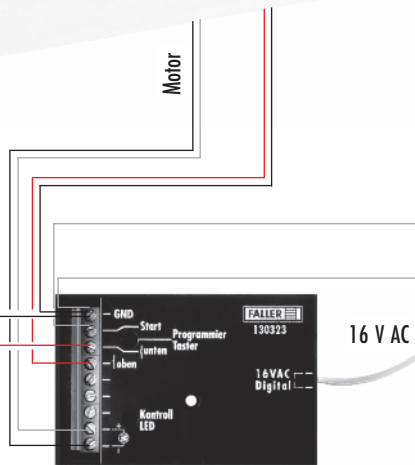 Motor
GND
Start
Programmier
Taster
unten
oben
Kontroll
LED
+
-
FALLER
130323
16VAC
Digital
16 V AC